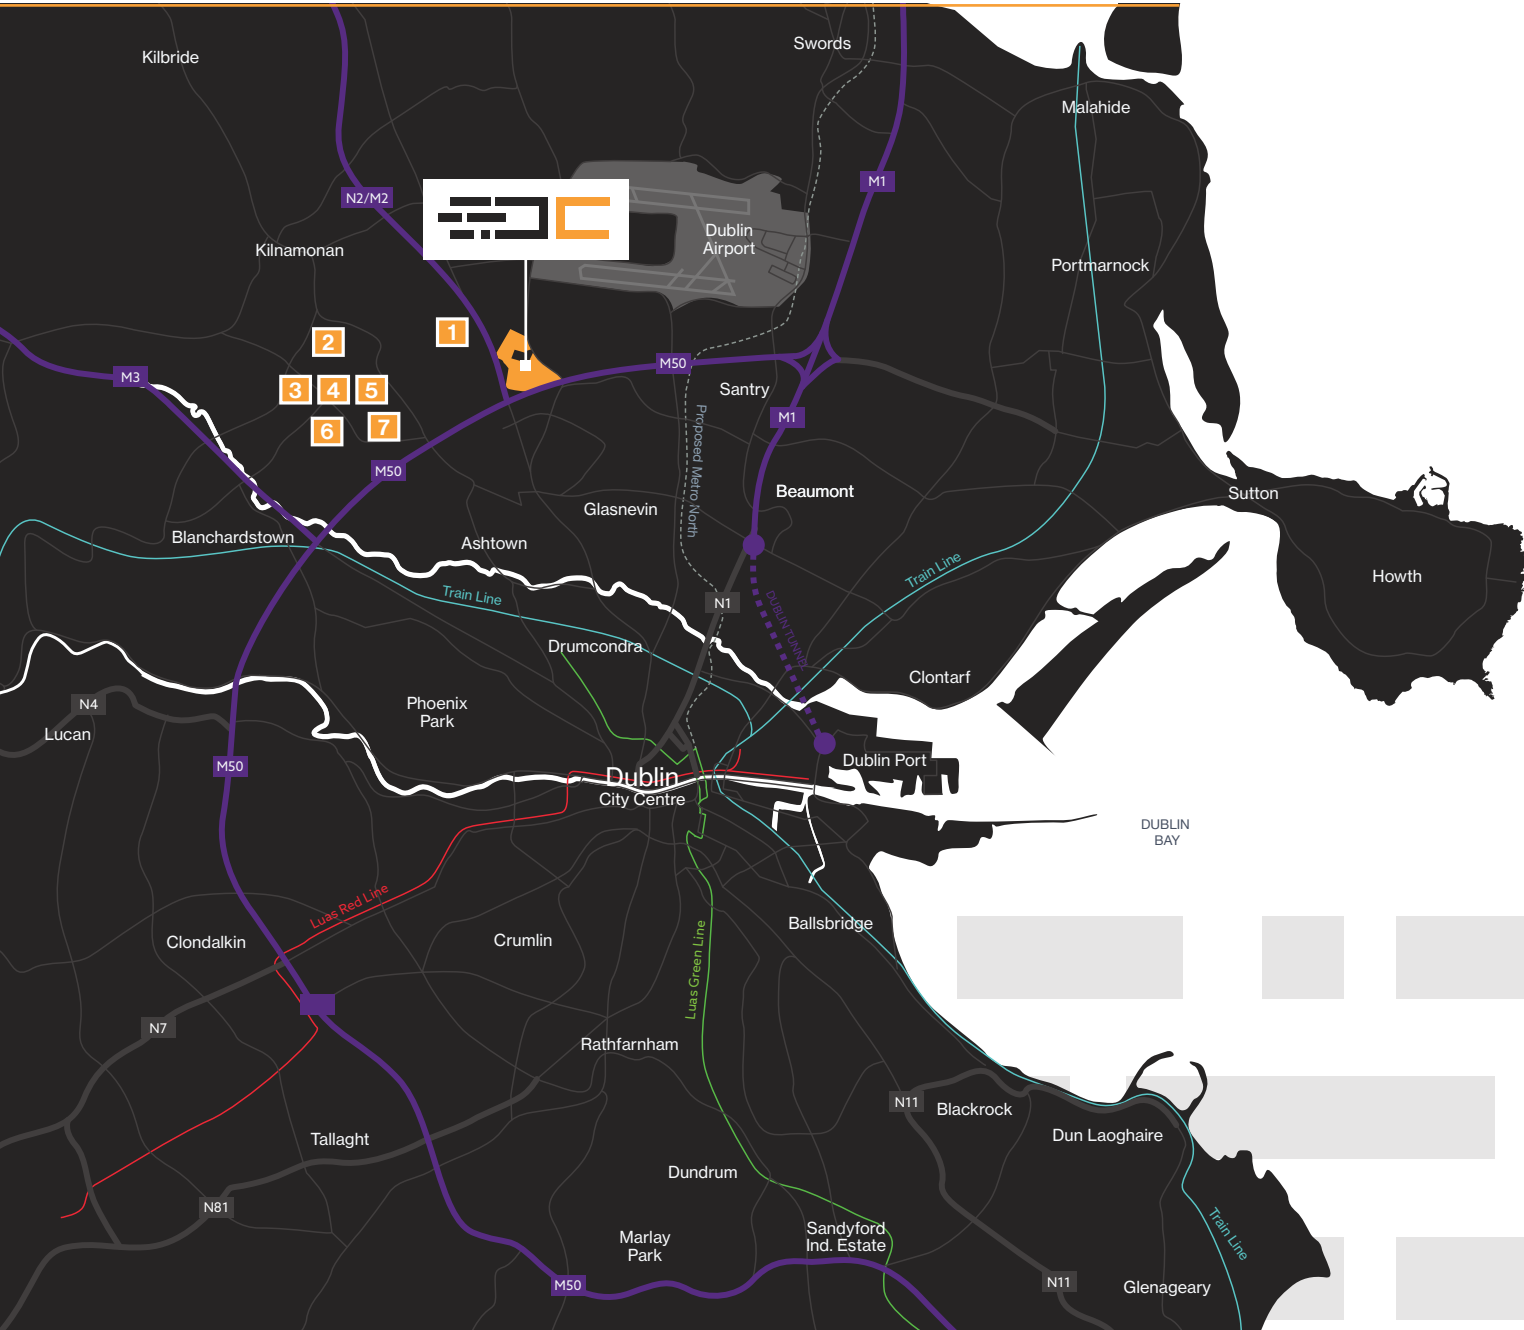 Swords
Kilbride
Malahide
M1
N2/M2
Dublin
Airport
Kilnamonan
Portmarnock
1
2
M50
M3
3
4
5
Santry
M1
6
7
M50
Proposed Metro North
Beaumont
Sutton
Glasnevin
Blanchardstown
Ashtown
Train Line
Howth
Train Line
N1
DUBLIN TUNNEL
Drumcondra
Clontarf
N4
Phoenix
Park
Lucan
M50
Dublin Port
Dublin
City Centre
DUBLIN
BAY
Luas Red Line
Ballsbridge
Clondalkin
Crumlin
Luas Green Line
N7
Rathfarnham
N11
Blackrock
Tallaght
Dun Laoghaire
Dundrum
N81
Sandyford
Ind. Estate
Train Line
Marlay
Park
M50
N11
Glenageary